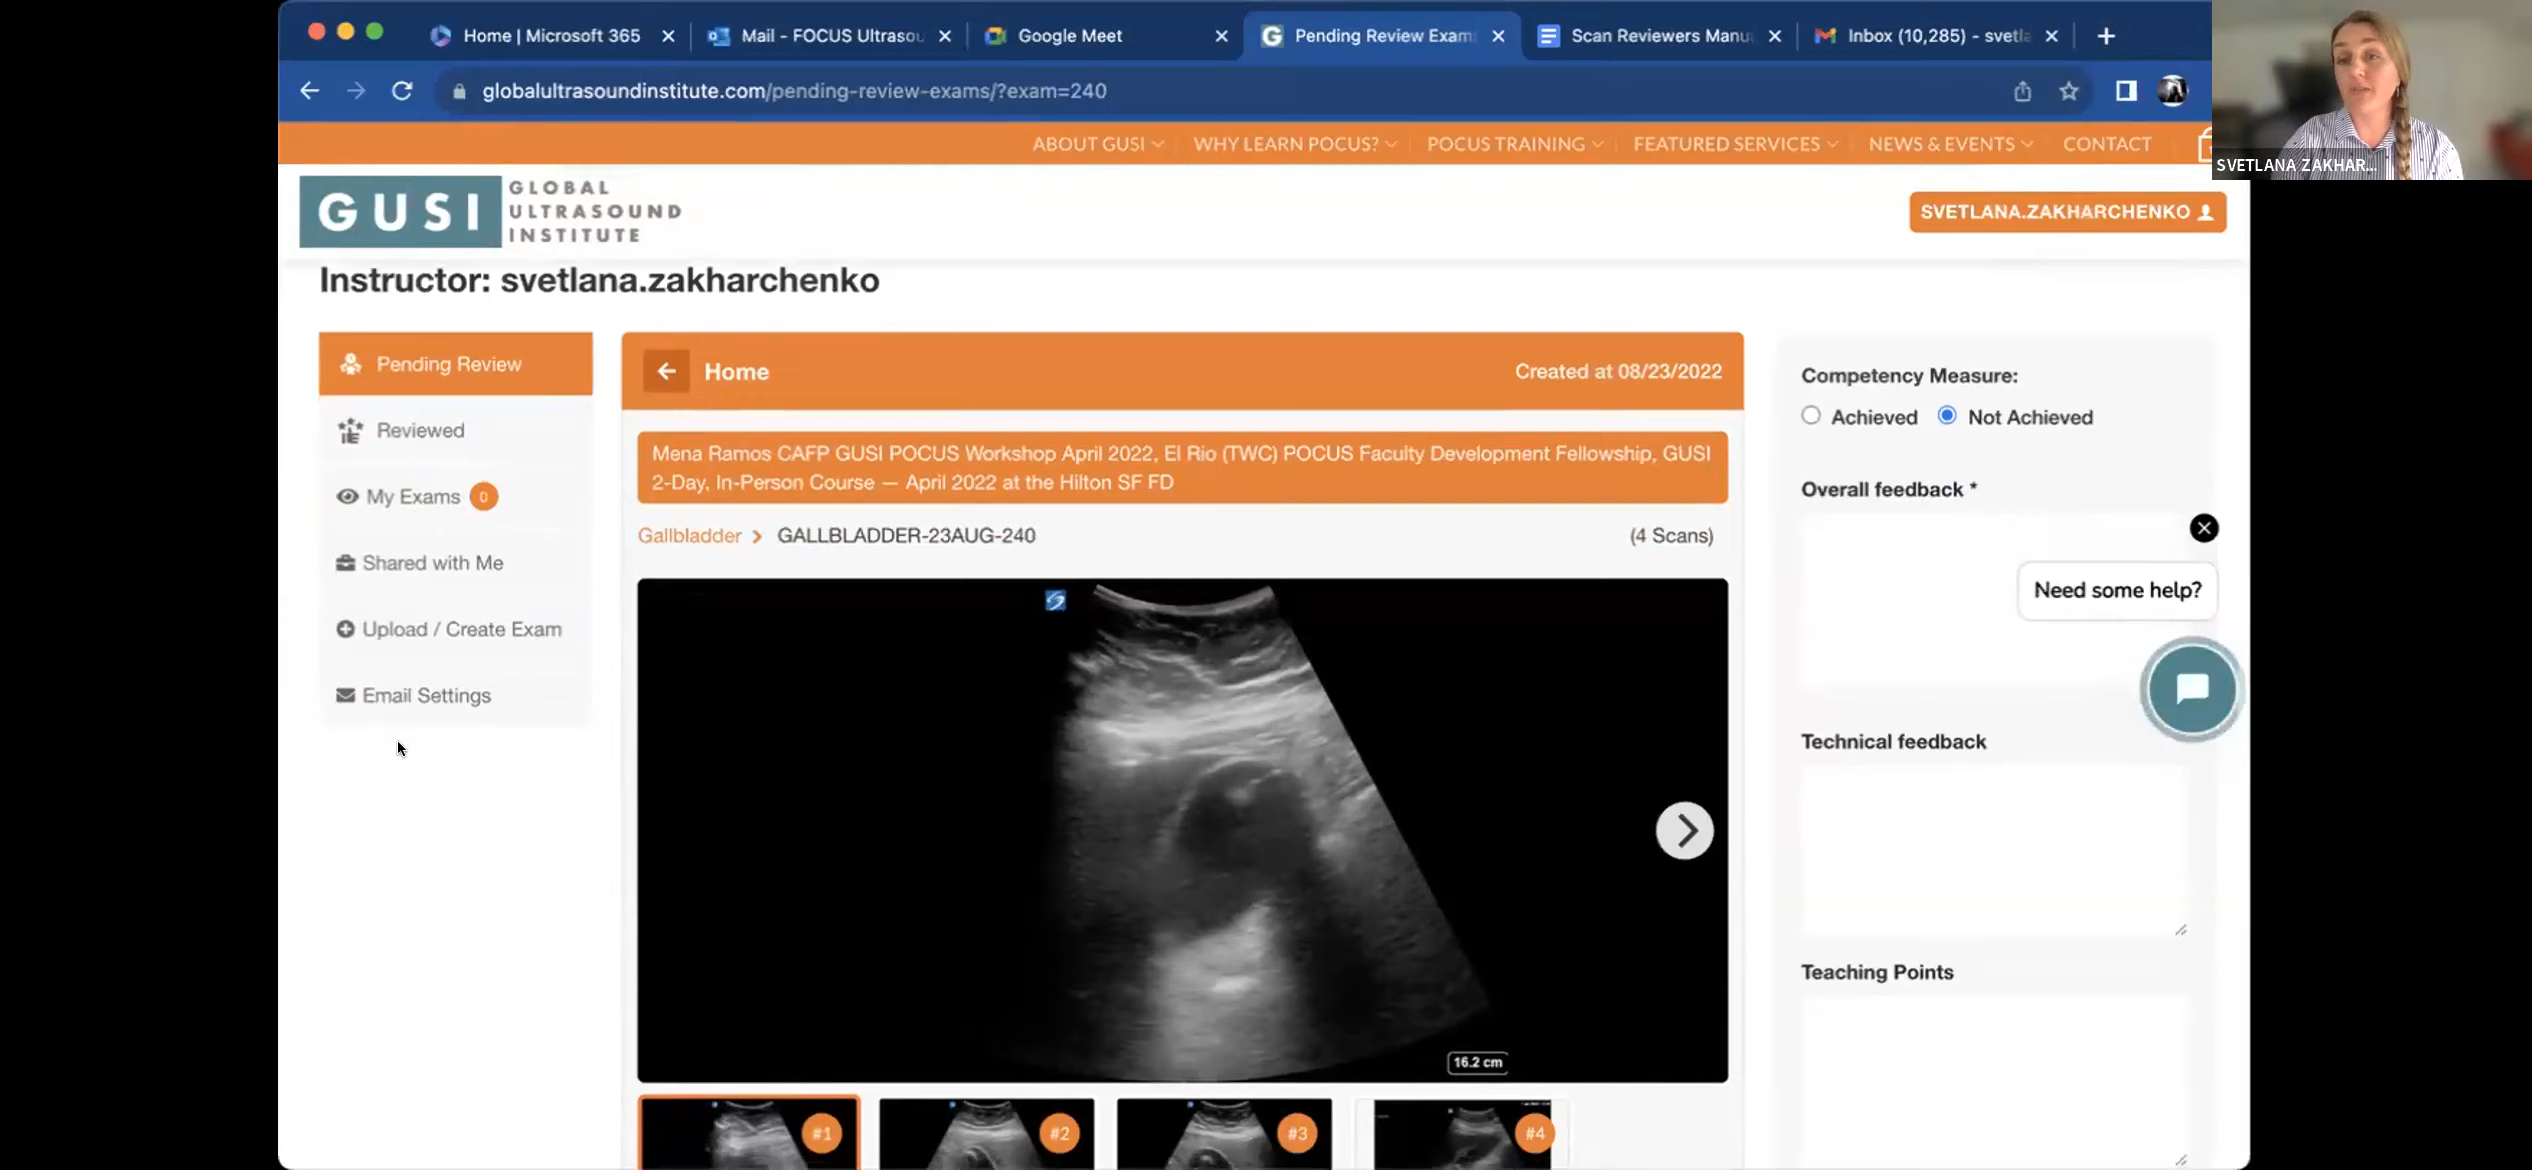 Home | Microsoft 365
Mail - FOCUS Ultrasou
Google Meet
Pending Review Exam
Scan Reviewers Manu
Inbox (10,285) - svetla
globalultrasoundinstitute.com/pending-review-exams/?exam=240
ABOUT GUSI
WHY LEARN POCUS?
POCUS TRAINING
FEATURED SERVICES
NEWS & EVENTS
CONTACT
SVETLANA ZAKHAR...
GUSI
GLOBAL
ULTRASOUND
INSTITUTE
SVETLANA.ZAKHARCHENKO
Instructor: svetlana.zakharchenko
Pending Review
Reviewed
My Exams 0
Shared with Me
Upload / Create Exam
Email Settings
Home
Created at 08/23/2022
Mena Ramos CAFP GUSI POCUS Workshop April 2022, El Rio (TWC) POCUS Faculty Development Fellowship, GUSI
2-Day, In-Person Course — April 2022 at the Hilton SF FD
Gallbladder
GALLBLADDER-23AUG-240
(4 Scans)
16.2 cm
#1
#2
#3
#4
Competency Measure:
Achieved
Not Achieved
Overall feedback *
Need some help?
Technical feedback
Teaching Points